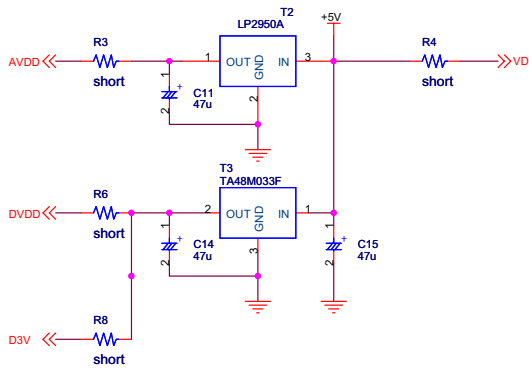 T2
LP2950A
+5V
R3
R4
AVDD
1
OUT
GND
IN
3
VD
short
short
1
2
+
C11
47u
2
T3
TA48M033F
R6
DVDD
2
OUT
GND
IN
1
short
1
2
+
C14
47u
3
1
2
+
C15
47u
R8
D3V
short